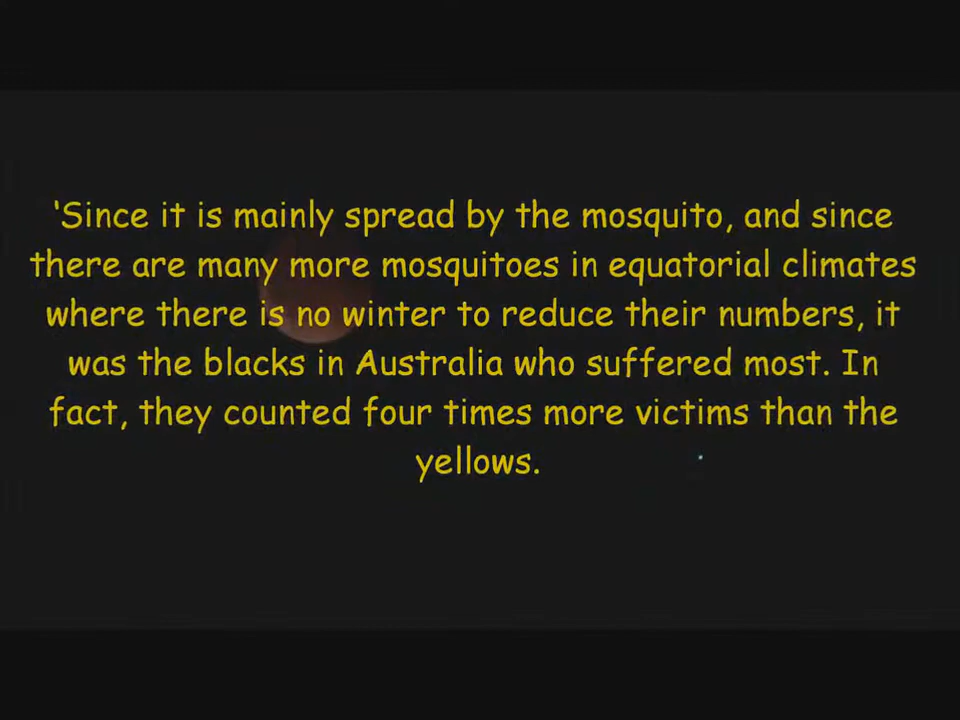 ‘Since it is mainly spread by the mosquito, and since
there are many more mosquitoes in equatorial climates
where there is no winter to reduce their numbers, it
was the blacks in Australia who suffered most. In
fact, they counted four times more victims than the
yellows.